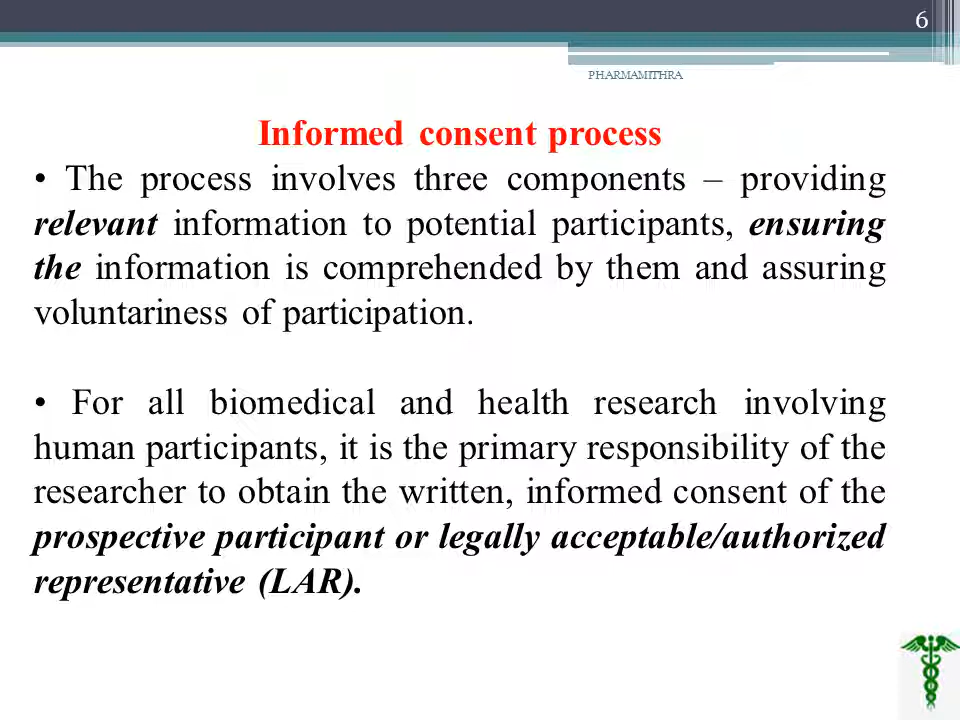 6
PHARMAMITHRA
Informed consent process
• The process involves three components – providing
relevant information to potential participants, ensuring
the information is comprehended by them and assuring
voluntariness of participation.
• For all biomedical and health research involving
human participants, it is the primary responsibility of the
researcher to obtain the written, informed consent of the
prospective participant or legally acceptable/authorized
representative (LAR).